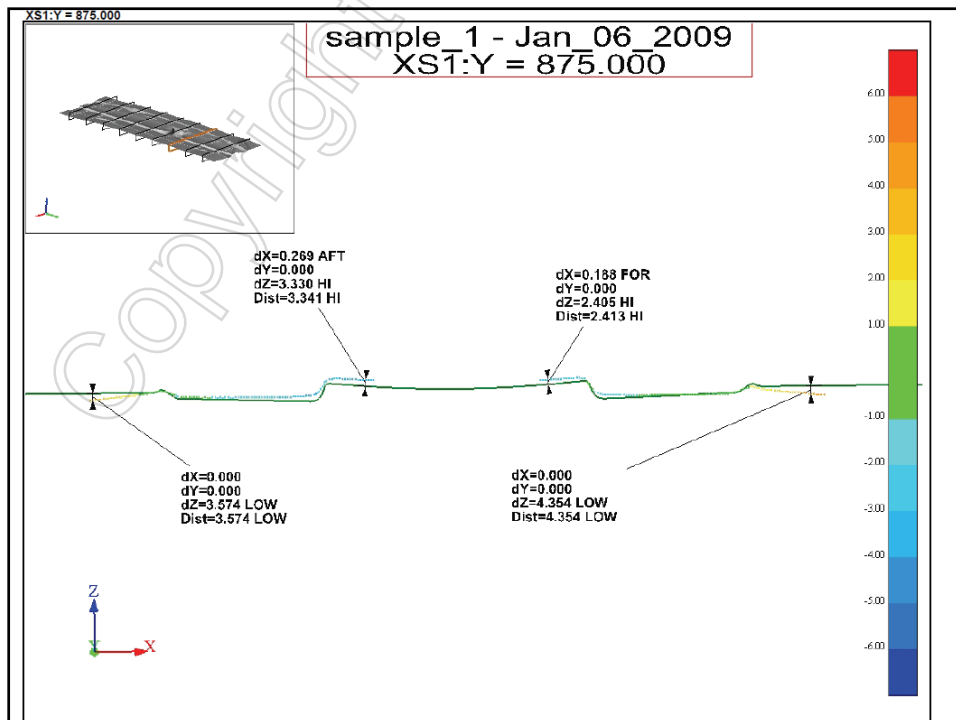 XS1:Y = 875.000
sample_1 - Jan_06_2009
XS1:Y = 875.000
Copyright
6.00
5.00
4.00
3.00
2.00
1.00
-1.00
-2.00
-3.00
-4.00
-5.00
-6.00
dX=0.269 AFT
dY=0.000
dZ=3.330 HI
Dist=3.341 HI
dX=0.188 FOR
dY=0.000
dZ=2.405 HI
Dist=2.413 HI
dX=0.000
dY=0.000
dZ=3.574 LOW
Dist=3.574 LOW
dX=0.000
dY=0.000
dZ=4.354 LOW
Dist=4.354 LOW
Z
Y
X